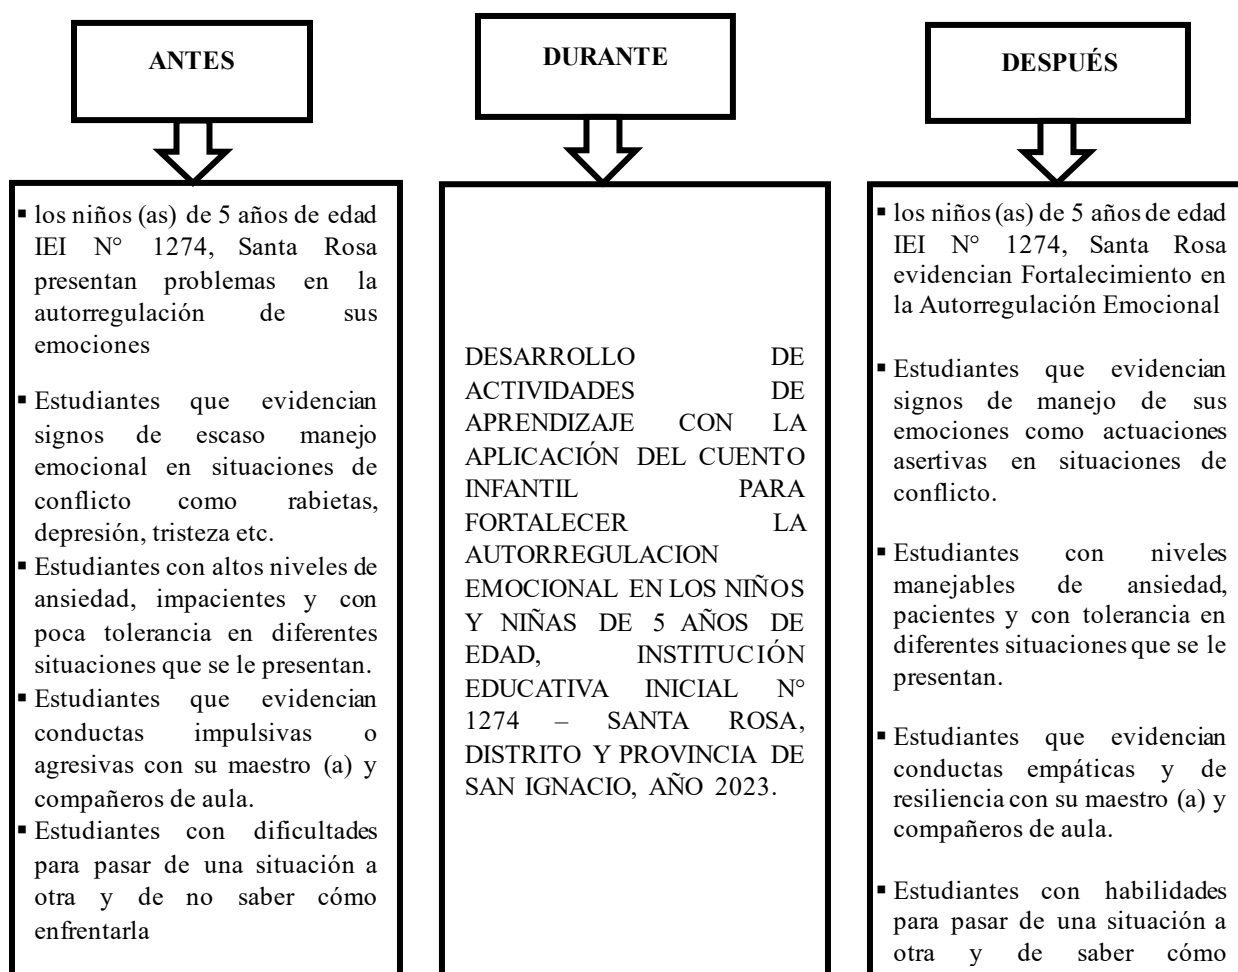 ANTES
los niños (as) de 5 años de edad
IEI N° 1274, Santa Rosa
presentan problemas en la
autorregulación de sus
emociones
Estudiantes que evidencian
signos de escaso manejo
emocional en situaciones de
conflicto como rabietas,
depresión, tristeza etc.
Estudiantes con altos niveles de
ansiedad, impacientes y con
poca tolerancia en diferentes
situaciones que se le presentan.
Estudiantes que evidencian
conductas impulsivas o
agresivas con su maestro (a) y
compañeros de aula.
Estudiantes con dificultades
para pasar de una situación a
otra y de no saber cómo
enfrentarla
DURANTE
DESARROLLO DE
ACTIVIDADES DE
APRENDIZAJE CON LA
APLICACIÓN DEL CUENTO
INFANTIL PARA
FORTALECER LA
AUTORREGULACION
EMOCIONAL EN LOS NIÑOS
Y NIÑAS DE 5 AÑOS DE
EDAD, INSTITUCIÓN
EDUCATIVA INICIAL N°
1274 – SANTA ROSA,
DISTRITO Y PROVINCIA DE
SAN IGNACIO, AÑO 2023.
DESPUÉS
los niños (as) de 5 años de edad
IEI N° 1274, Santa Rosa
evidencian Fortalecimiento en
la Autorregulación Emocional
Estudiantes que evidencian
signos de manejo de sus
emociones como actuaciones
asertivas en situaciones de
conflicto.
Estudiantes con niveles
manejables de ansiedad,
pacientes y con tolerancia en
diferentes situaciones que se le
presentan.
Estudiantes que evidencian
conductas empáticas y de
resiliencia con su maestro (a) y
compañeros de aula.
Estudiantes con habilidades
para pasar de una situación a
otra y de saber cómo